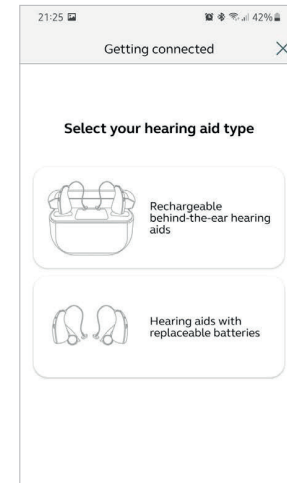 21:25 42%
Getting connected
Select your hearing aid type
Rechargeable
behind-the-ear hearing
aids
Hearing aids with
replaceable batteries